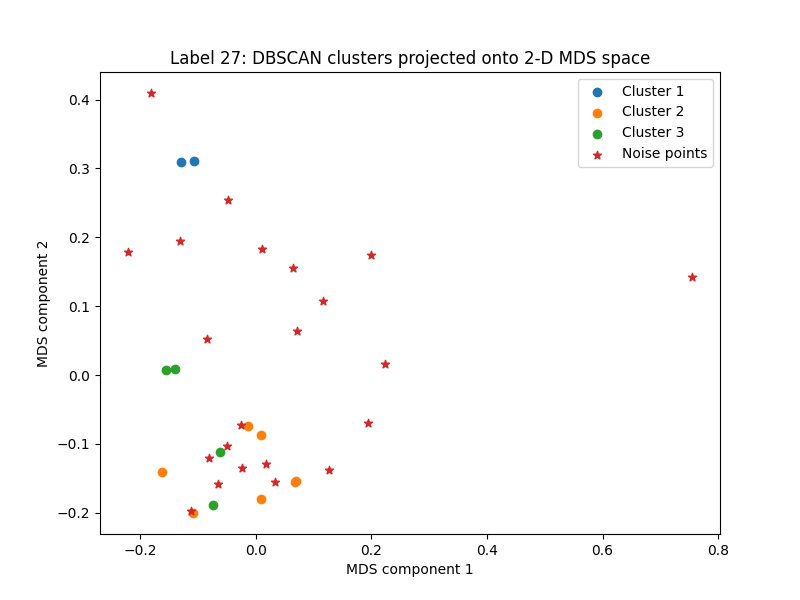 Label 27: DBSCAN clusters projected onto 2-D MDS space
Cluster 1
Cluster 2
Cluster 3
Noise points
0.4
0.3
0.2
0.1
0.0
−0.1
−0.2
MDS component 2
−0.2
0.0
0.2
0.4
0.6
0.8
MDS component 1